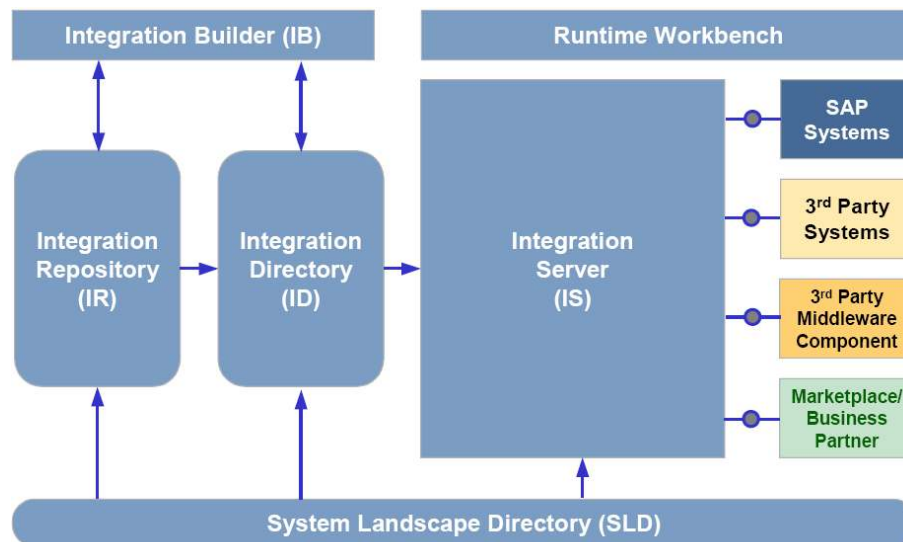 Integration Builder (IB)
Runtime Workbench
Integration
Repository
(IR)
Integration
Directory
(ID)
Integration
Server
(IS)
SAP
Systems
3rd Party
Systems
3rd Party
Middleware
Component
Marketplace/
Business
Partner
System Landscape Directory (SLD)